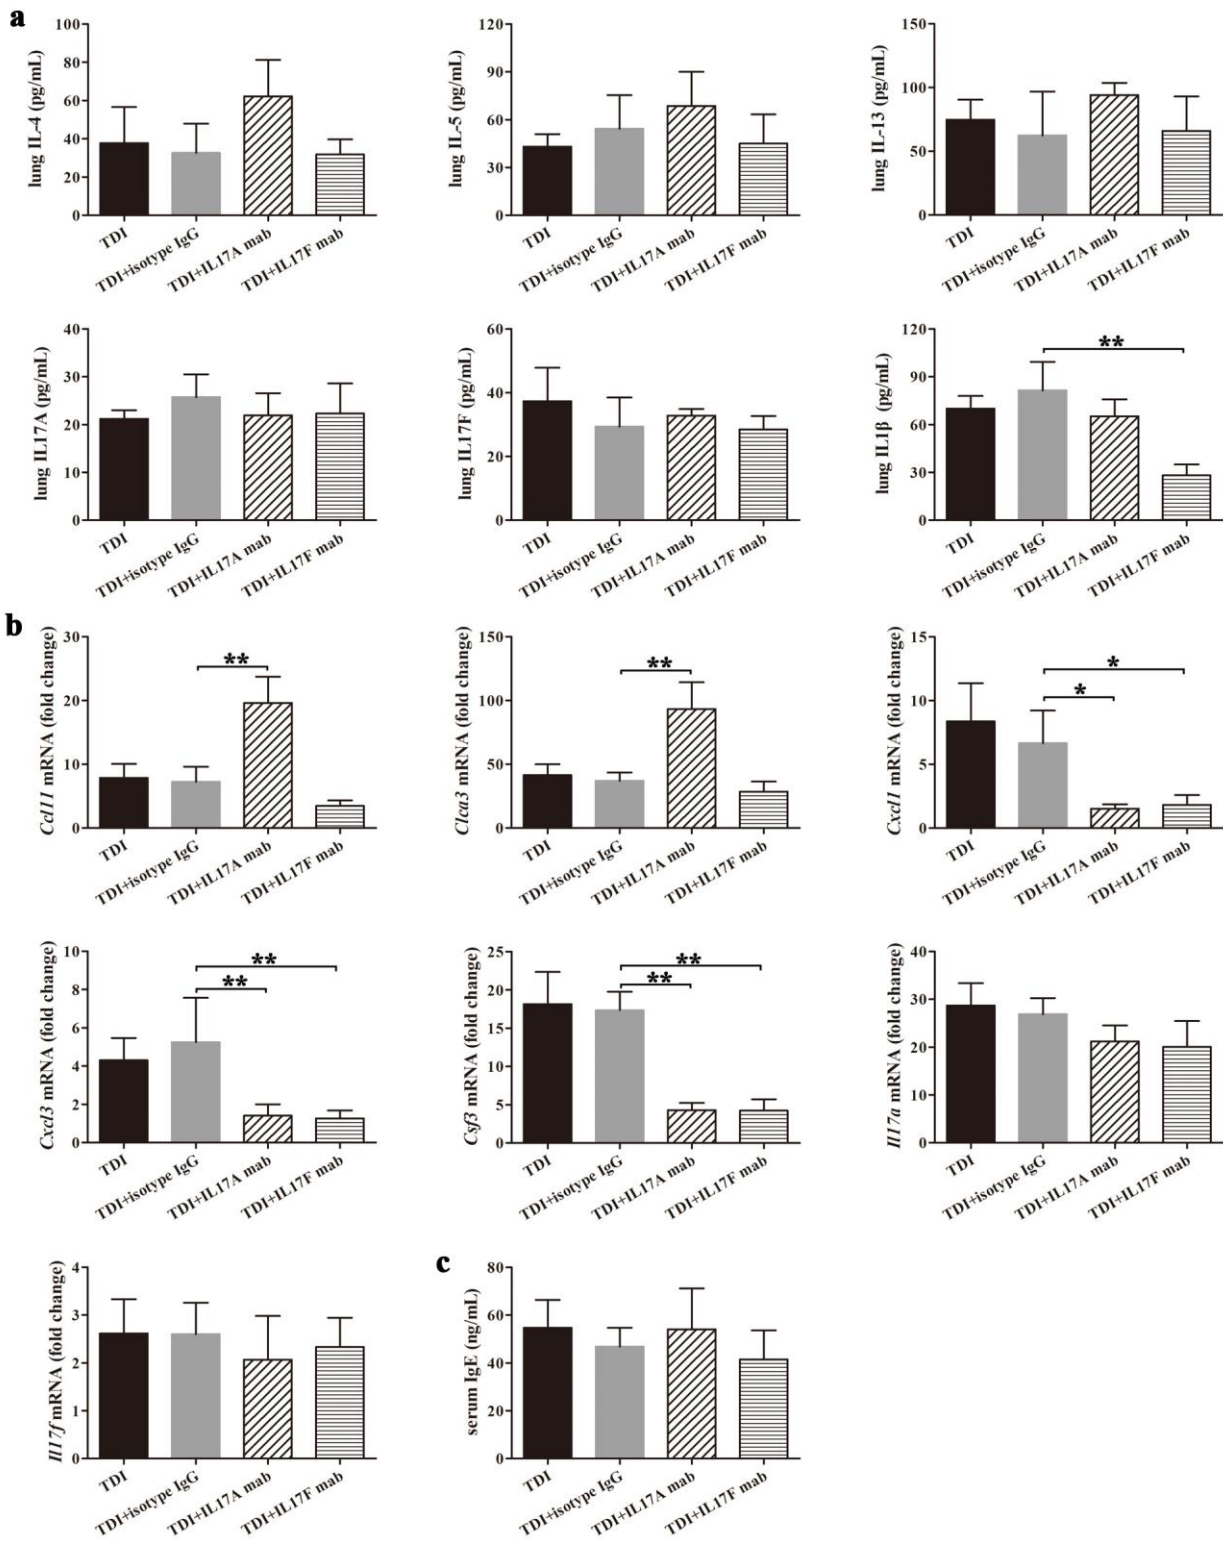 a
lung IL-4 (pg/mL)
100
80
60
40
20
0
TDI
TDI+isotype IgG
TDI+IL17A mab
TDI+IL17F mab
lung IL-5 (pg/mL)
120
90
60
30
0
TDI
TDI+isotype IgG
TDI+IL17A mab
TDI+IL17F mab
lung IL-13 (pg/mL)
150
100
50
0
TDI
TDI+isotype IgG
TDI+IL17A mab
TDI+IL17F mab
lung IL17A (pg/mL)
40
30
20
10
0
TDI
TDI+isotype IgG
TDI+IL17A mab
TDI+IL17F mab
lung IL17F (pg/mL)
60
40
20
0
TDI
TDI+isotype IgG
TDI+IL17A mab
TDI+IL17F mab
lung IL1β (pg/mL)
120
90
60
30
0
**
TDI
TDI+isotype IgG
TDI+IL17A mab
TDI+IL17F mab
b
Ccl11 mRNA (fold change)
30
20
10
0
**
TDI
TDI+isotype IgG
TDI+IL17A mab
TDI+IL17F mab
Clca3 mRNA (fold change)
150
100
50
0
**
TDI
TDI+isotype IgG
TDI+IL17A mab
TDI+IL17F mab
Cxcl1 mRNA (fold change)
15
10
5
0
*
*
TDI
TDI+isotype IgG
TDI+IL17A mab
TDI+IL17F mab
Cxcl3 mRNA (fold change)
10
8
6
4
2
0
**
**
TDI
TDI+isotype IgG
TDI+IL17A mab
TDI+IL17F mab
Csf3 mRNA (fold change)
25
20
15
10
5
0
**
**
TDI
TDI+isotype IgG
TDI+IL17A mab
TDI+IL17F mab
Il17a mRNA (fold change)
40
30
20
10
0
TDI
TDI+isotype IgG
TDI+IL17A mab
TDI+IL17F mab
Il17f mRNA (fold change)
4
3
2
1
0
TDI
TDI+isotype IgG
TDI+IL17A mab
TDI+IL17F mab
c
serum IgE (ng/mL)
80
60
40
20
0
TDI
TDI+isotype IgG
TDI+IL17A mab
TDI+IL17F mab